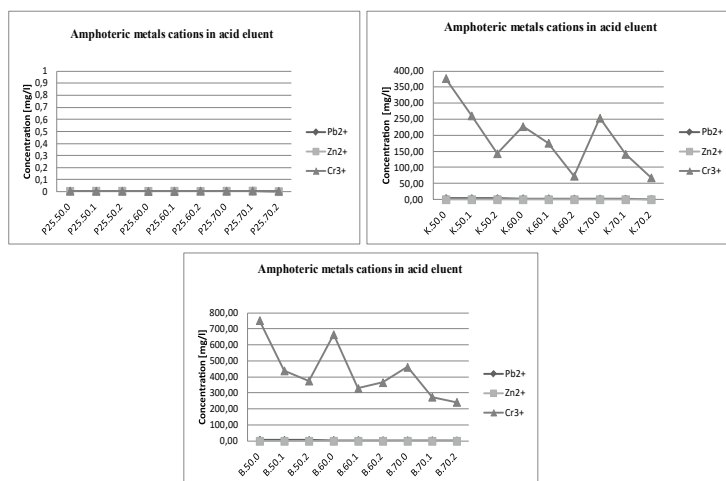 Amphoteric metals cations in acid eluent
Concentration [mg/l]
1
0,9
0,8
0,7
0,6
0,5
0,4
0,3
0,2
0,1
0
P25.50.0
P25.50.1
P25.50.2
P25.60.0
P25.60.1
P25.60.2
P25.70.0
P25.70.1
P25.70.2
Pb2+
Zn2+
Cr3+
Amphoteric metals cations in acid eluent
Concentration [mg/l]
400,00
350,00
300,00
250,00
200,00
150,00
100,00
50,00
0,00
K.50.0
K.50.1
K.50.2
K.60.0
K.60.1
K.60.2
K.70.0
K.70.1
K.70.2
Pb2+
Zn2+
Cr3+
Amphoteric metals cations in acid eluent
Concentration [mg/l]
800,00
700,00
600,00
500,00
400,00
300,00
200,00
100,00
0,00
B.50.0
B.50.1
B.50.2
B.60.0
B.60.1
B.60.2
B.70.0
B.70.1
B.70.2
Pb2+
Zn2+
Cr3+